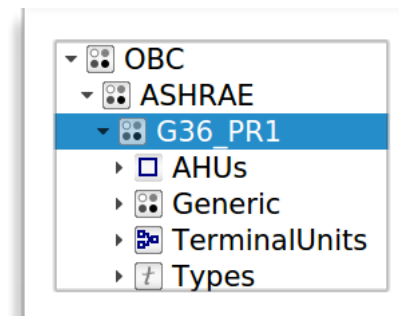 OBC
ASHRAE
G36_PR1
AHUs
Generic
TerminalUnits
t Types